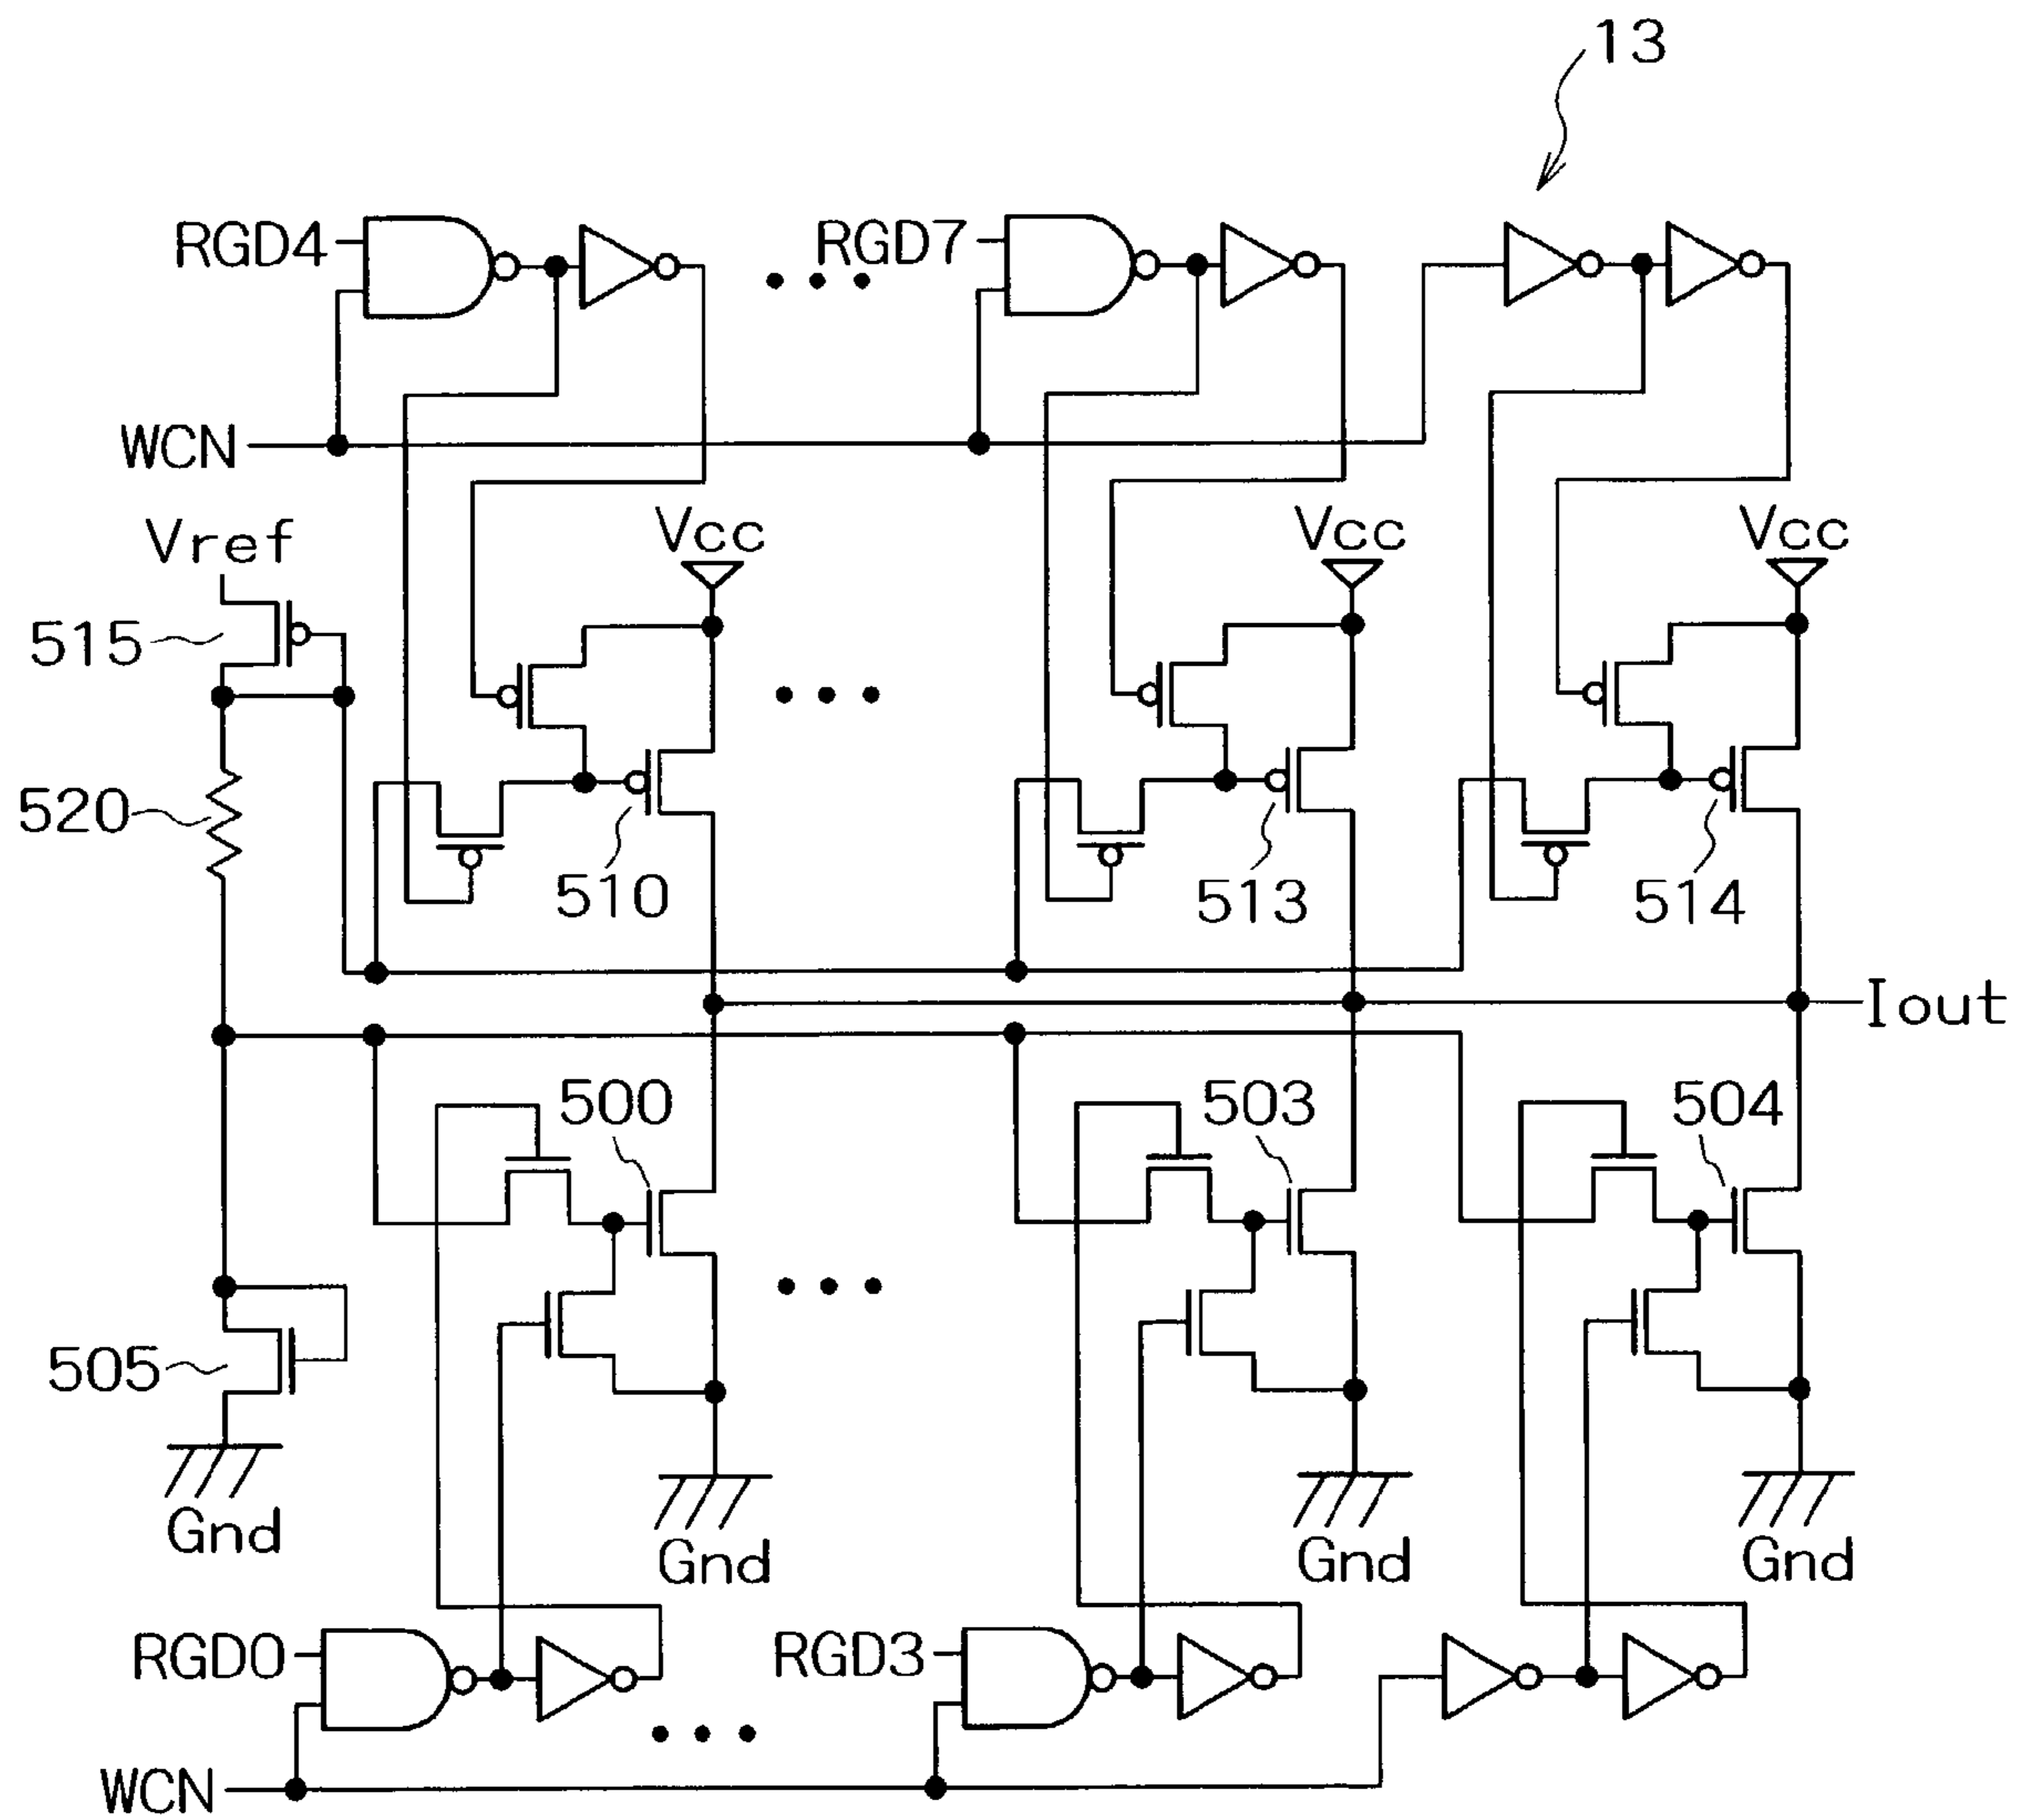 13
RGD4
RGD7
WCN
Vref
Vcc
Vcc
Vcc
515
520
510
513
514
Iout
500
503
504
505
Gnd
Gnd
Gnd
Gnd
RGD0
RGD3
WCN